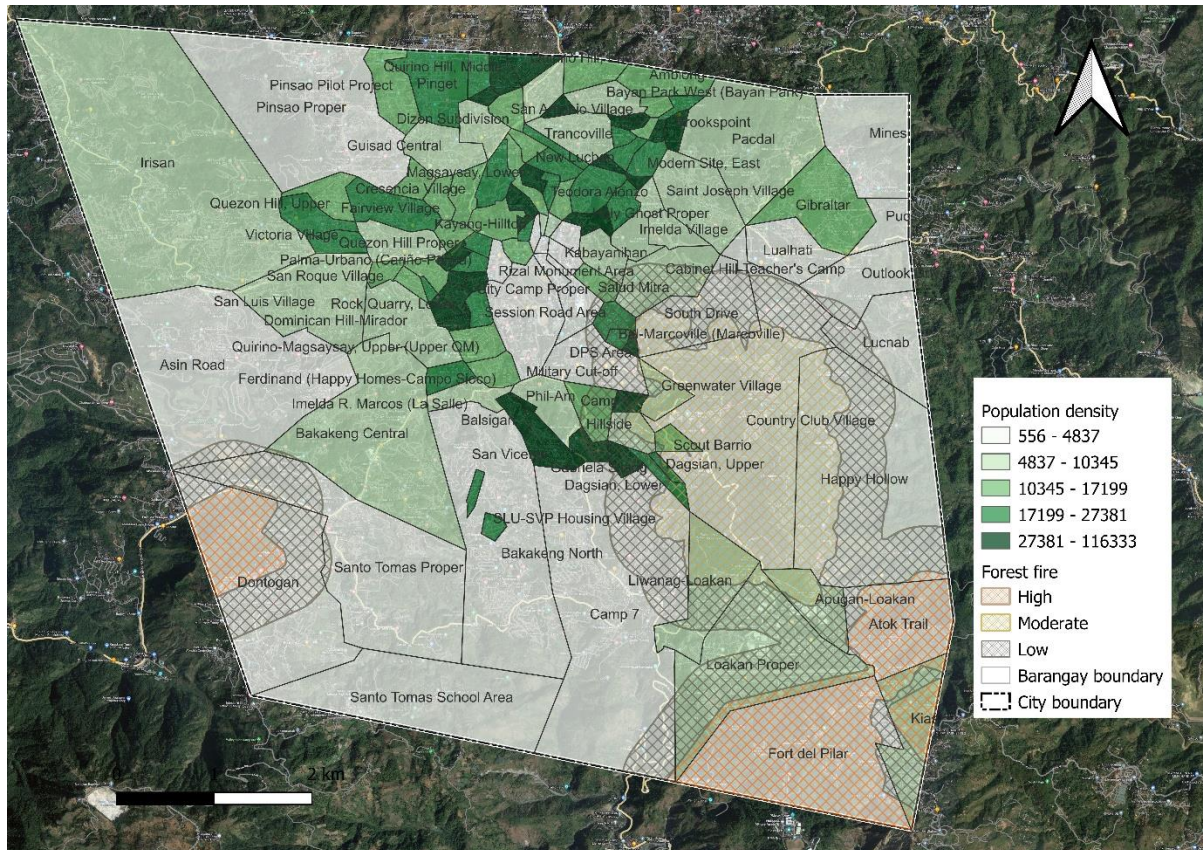 Quirino Hill, Middle
Pinget
Ambiong
Pinsao Pilot Project
Bayan Park West (Bayan Park)
Pinsao Proper
San Antonio Village
Dizon Subdivision
Brookspoint
Trancoville
Pacdal
Mines
Guisad Central
Irisan
New Lucban
Modern Site, East
Magsaysay, Lower
Cresencia Village
Teodora Alonzo
Saint Joseph Village
Quezon Hill, Upper
Fairview Village
Gibraltar
Holy Ghost Proper
Kayang-Hilltop
Imelda Village
Victoria Village
Quezon Hill Proper
Kabayanihan
Lualhati
Palma-Urbano (Cariño-Palma)
Rizal Monument Area
Cabinet Hill-Teacher's Camp
Outlook
San Roque Village
City Camp Proper
Salud Mitra
San Luis Village
Rock Quarry, Lower
Session Road Area
South Drive
Dominican Hill-Mirador
Bal-Marcoville (Marcoville)
Lucnab
Quirino-Magsaysay, Upper (Upper QM)
DPS Area
Asin Road
Military Cut-off
Ferdinand (Happy Homes-Campo Sioco)
Greenwater Village
Phil-Am
Camp
Imelda R. Marcos (La Salle)
Balsigan
Hillside
Country Club Village
Bakakeng Central
Scout Barrio
San Vicente
Dagsian, Upper
Gabriela Silang
Dagsian, Lower
Happy Hollow
SLU-SVP Housing Village
Bakakeng North
Santo Tomas Proper
Dontogan
Liwanag-Loakan
Camp 7
Apugan-Loakan
Atok Trail
Loakan Proper
Santo Tomas School Area
Kias
Fort del Pilar
Population density
556 - 4837
4837 - 10345
10345 - 17199
17199 - 27381
27381 - 116333
Forest fire
High
Moderate
Low
Barangay boundary
City boundary
0 1 2 km